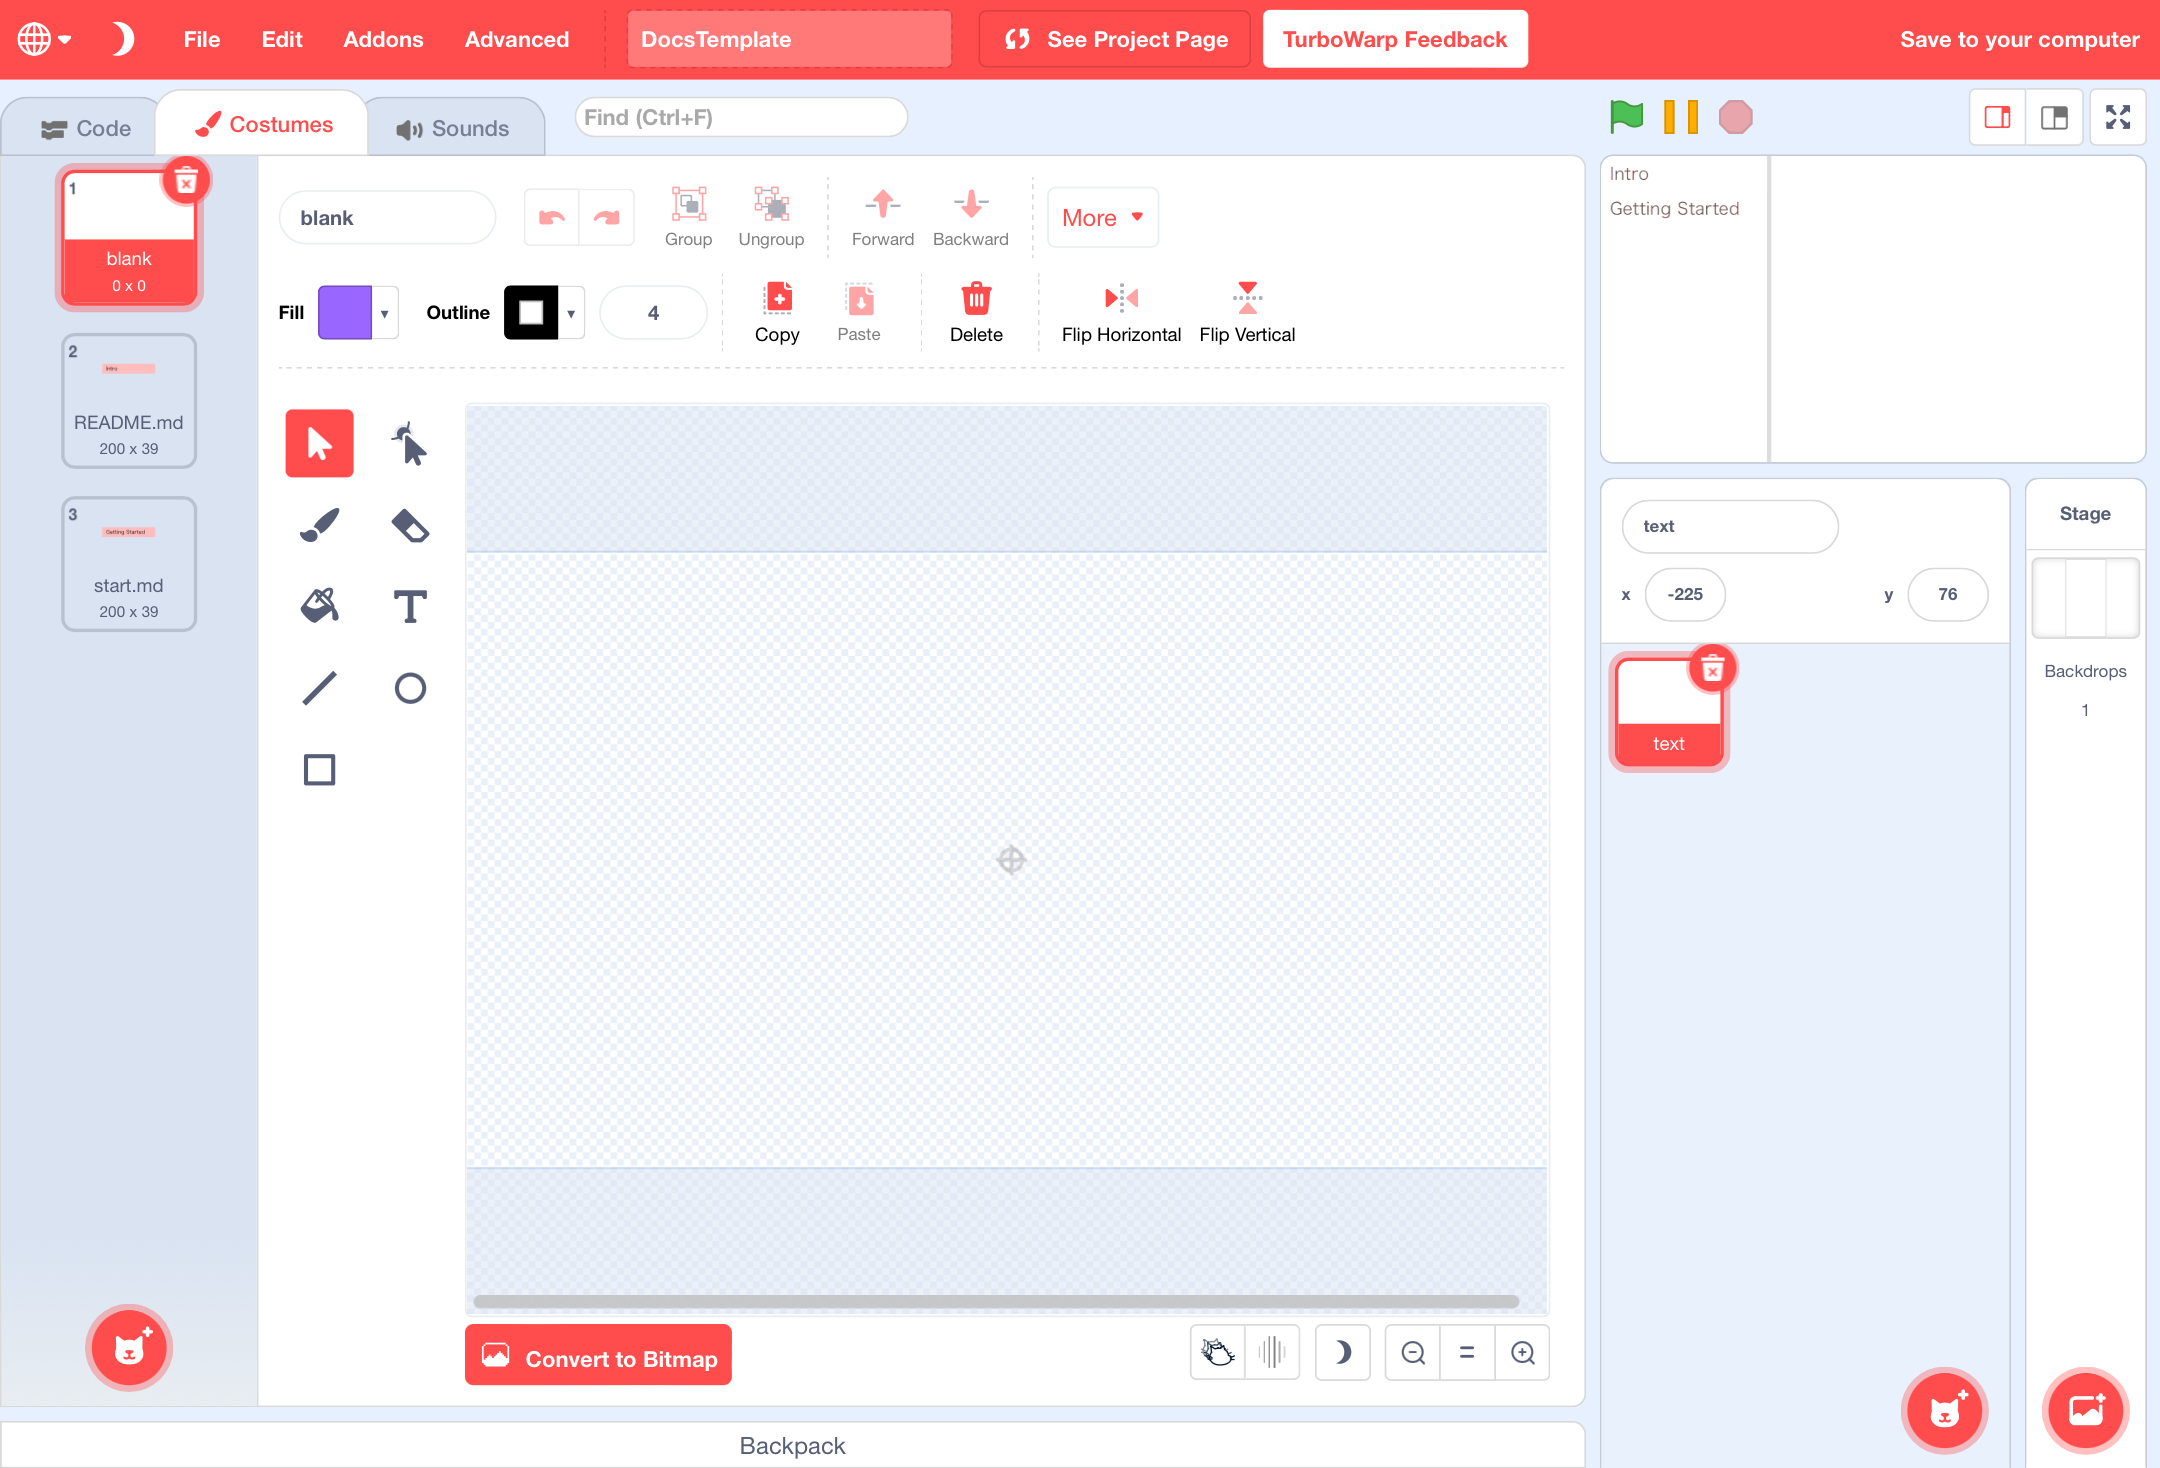 File Edit Addons Advanced DocsTemplate See Project Page TurboWarp Feedback Save to your computer
Code Costumes Sounds Find (Ctrl+F)
1
blank
0 x 0
2
Intro
README.md
200 x 39
3
Getting Started
start.md
200 x 39
blank Group Ungroup Forward Backward More
Fill Outline 4 Copy Paste Delete Flip Horizontal Flip Vertical
Convert to Bitmap
Backpack
Intro
Getting Started
text
x -225 y 76
text
Stage
Backdrops
1